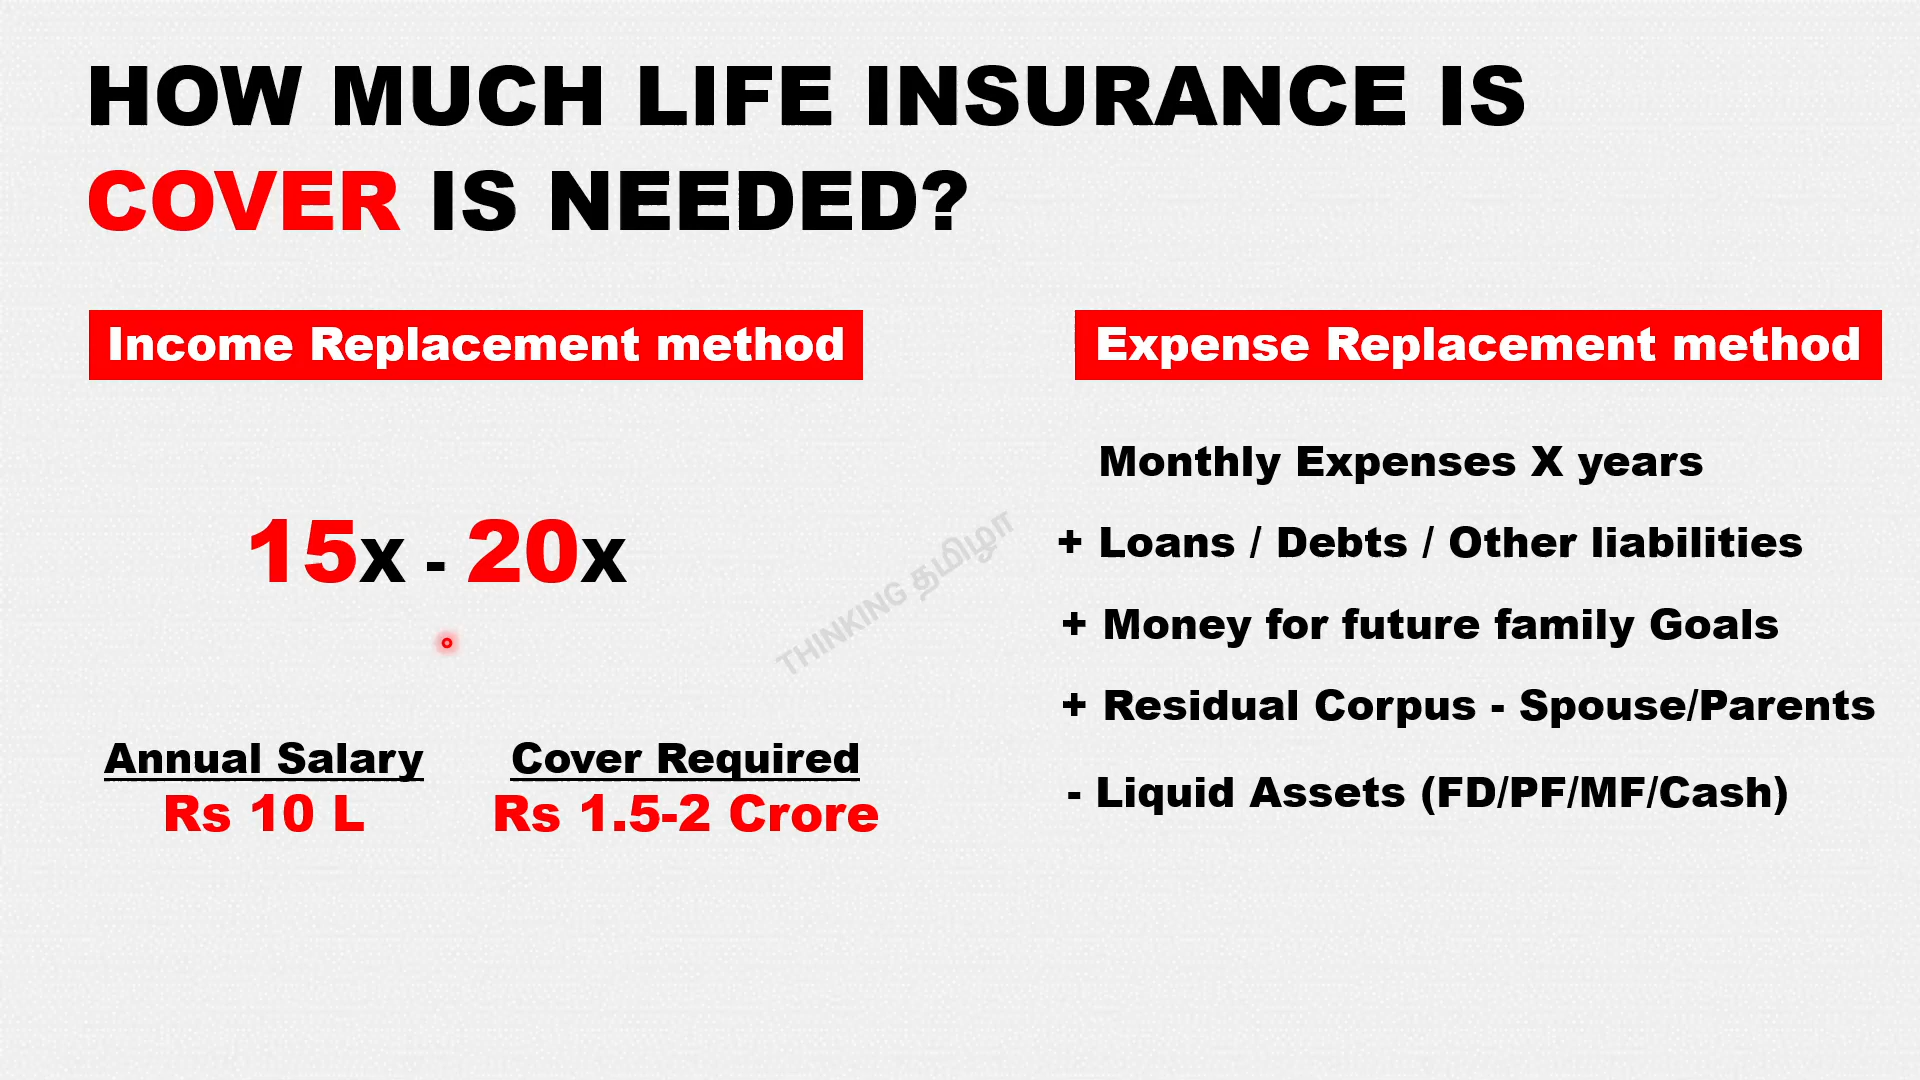 HOW MUCH LIFE INSURANCE IS
COVER IS NEEDED?
Income Replacement method
15x - 20x
Annual Salary Cover Required
Rs 10 L Rs 1.5-2 Crore
THINKING தமிழா
Expense Replacement method
Monthly Expenses X years
+ Loans / Debts / Other liabilities
+ Money for future family Goals
+ Residual Corpus - Spouse/Parents
- Liquid Assets (FD/PF/MF/Cash)